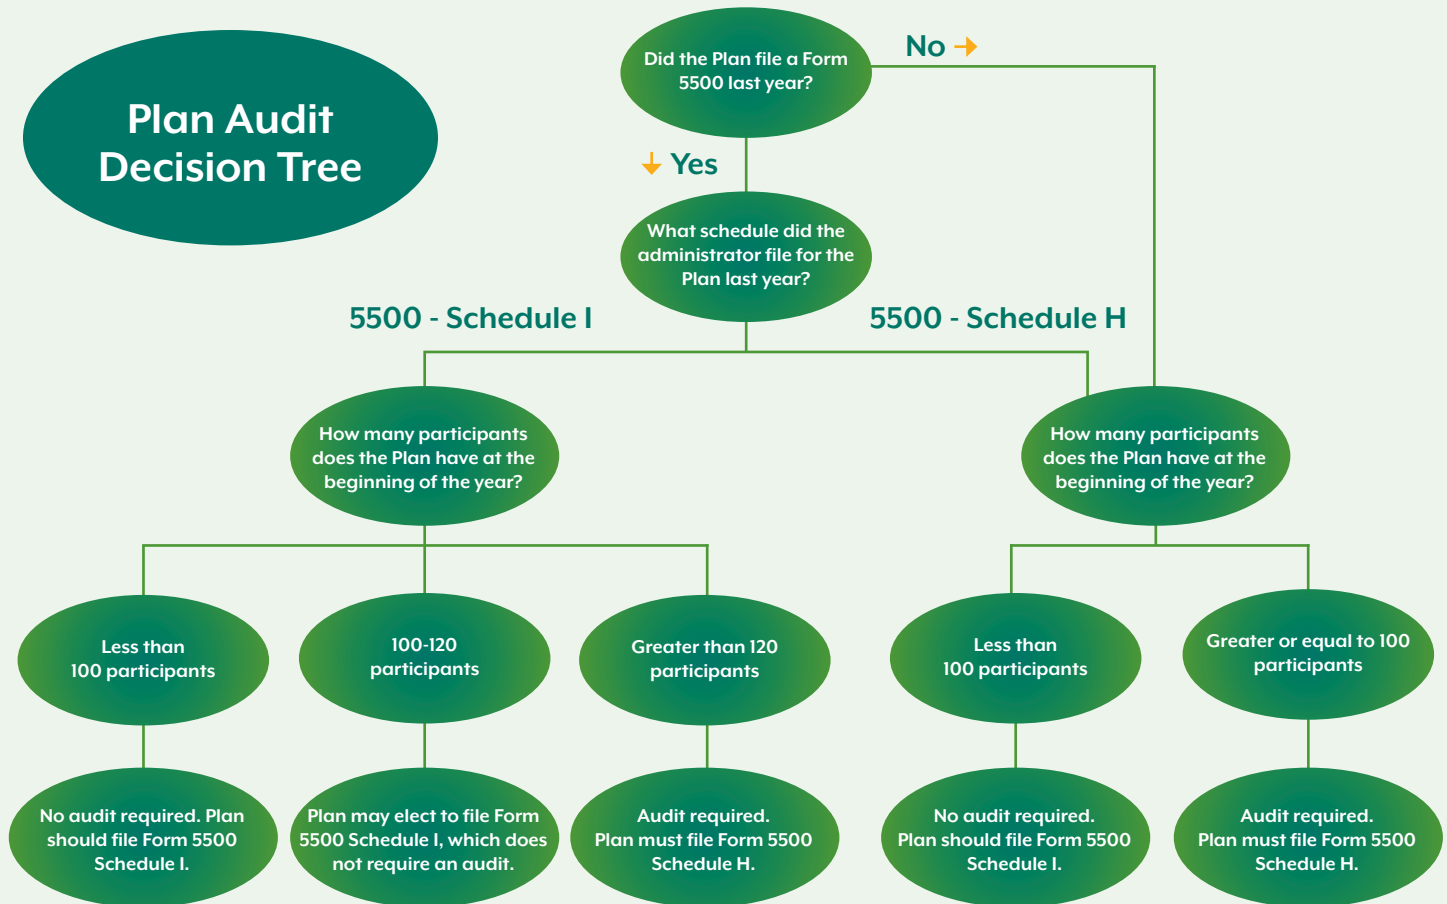 Plan Audit
Decision Tree
Did the Plan file a Form
5500 last year?
No →
↓ Yes
What schedule did the
administrator file for the
Plan last year?
5500 - Schedule I
5500 - Schedule H
How many participants
does the Plan have at the
beginning of the year?
How many participants
does the Plan have at the
beginning of the year?
Less than
100 participants
100-120
participants
Greater than 120
participants
Less than
100 participants
Greater or equal to 100
participants
No audit required. Plan
should file Form 5500
Schedule I.
Plan may elect to file Form
5500 Schedule I, which does
not require an audit.
Audit required.
Plan must file Form 5500
Schedule H.
No audit required.
Plan should file Form 5500
Schedule I.
Audit required.
Plan must file Form 5500
Schedule H.